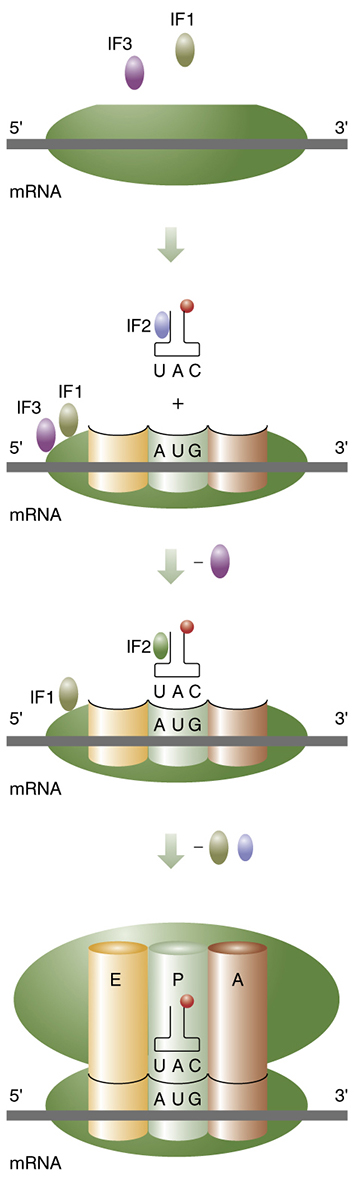 IF1
IF3
5' 3'
mRNA
IF2
U A C
+
IF1
IF3
A U G
5' 3'
mRNA
–
IF2
U A C
IF1
A U G
5' 3'
mRNA
–
E P A
U A C
A U G
5' 3'
mRNA